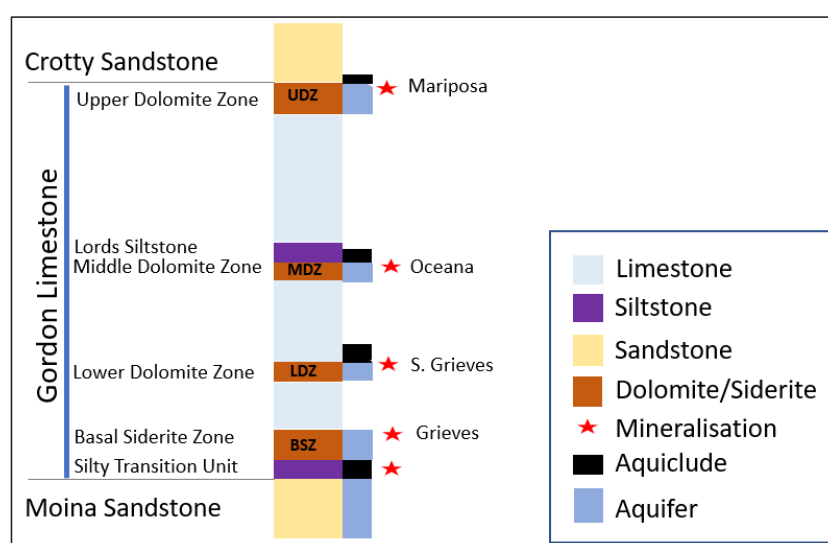 Crotty Sandstone
Upper Dolomite Zone
UDZ
Mariposa
Gordon Limestone
Lords Siltstone
Middle Dolomite Zone
MDZ
Oceana
Lower Dolomite Zone
LDZ
S. Grieves
Basal Siderite Zone
BSZ
Grieves
Silty Transition Unit
Moina Sandstone
Limestone
Siltstone
Sandstone
Dolomite/Siderite
Mineralisation
Aquiclude
Aquifer